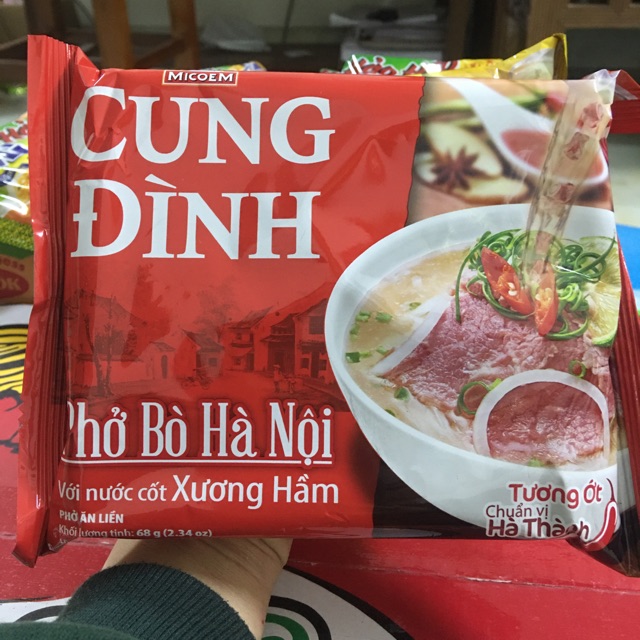 MICOEM
CUNG
ĐÌNH
Phở Bò Hà Nội
Với nước cốt Xương Hầm
PHỞ ĂN LIỀN
Khối lượng tịnh: 68 g (2.34 oz)
Tương Ớt
Chuẩn vị
Hà Thành